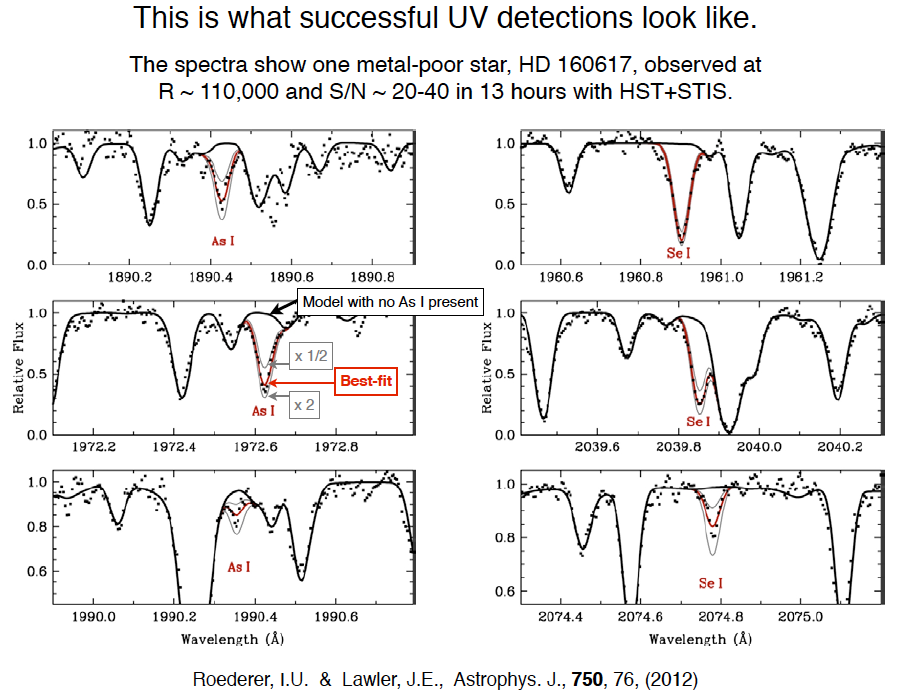 This is what successful UV detections look like.
The spectra show one metal-poor star, HD 160617, observed at
R ~ 110,000 and S/N ~ 20-40 in 13 hours with HST+STIS.
1.0
0.5
0.0
As I
1890.2 1890.4 1890.6 1890.8
1.0
0.5
0.0
Se I
1960.6 1960.8 1961.0 1961.2
Relative Flux
1.0
0.5
0.0
Model with no As I present
x 1/2
Best-fit
x 2
As I
1972.2 1972.4 1972.6 1972.8
Relative Flux
1.0
0.5
0.0
Se I
2039.6 2039.8 2040.0 2040.2
1.0
0.8
0.6
As I
1990.0 1990.2 1990.4 1990.6
Wavelength (Å)
1.0
0.8
0.6
Se I
2074.4 2074.6 2074.8 2075.0
Wavelength (Å)
Roederer, I.U. & Lawler, J.E., Astrophys. J., 750, 76, (2012)